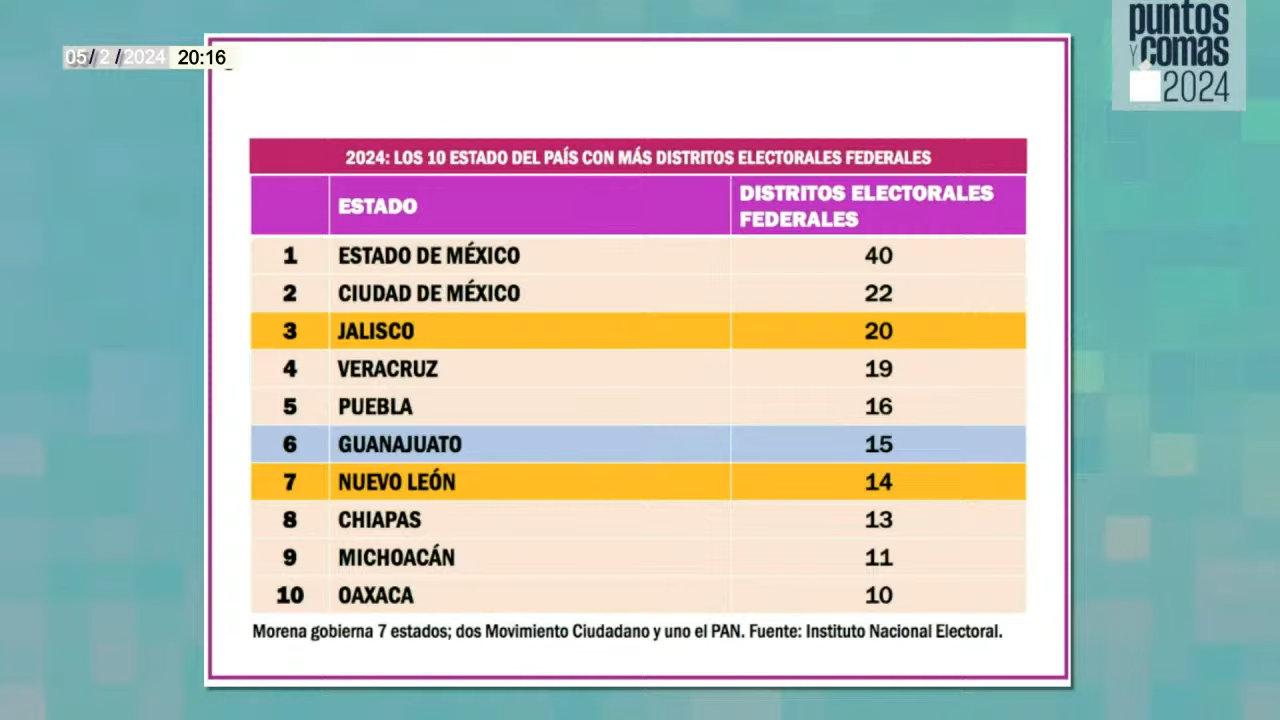 puntos
Y comas
2024
05/ 2 /2024 20:16
2024: LOS 10 ESTADO DEL PAÍS CON MÁS DISTRITOS ELECTORALES FEDERALES
ESTADO DISTRITOS ELECTORALES FEDERALES
1 ESTADO DE MÉXICO 40
2 CIUDAD DE MÉXICO 22
3 JALISCO 20
4 VERACRUZ 19
5 PUEBLA 16
6 GUANAJUATO 15
7 NUEVO LEÓN 14
8 CHIAPAS 13
9 MICHOACÁN 11
10 OAXACA 10
Morena gobierna 7 estados; dos Movimiento Ciudadano y uno el PAN. Fuente: Instituto Nacional Electoral.